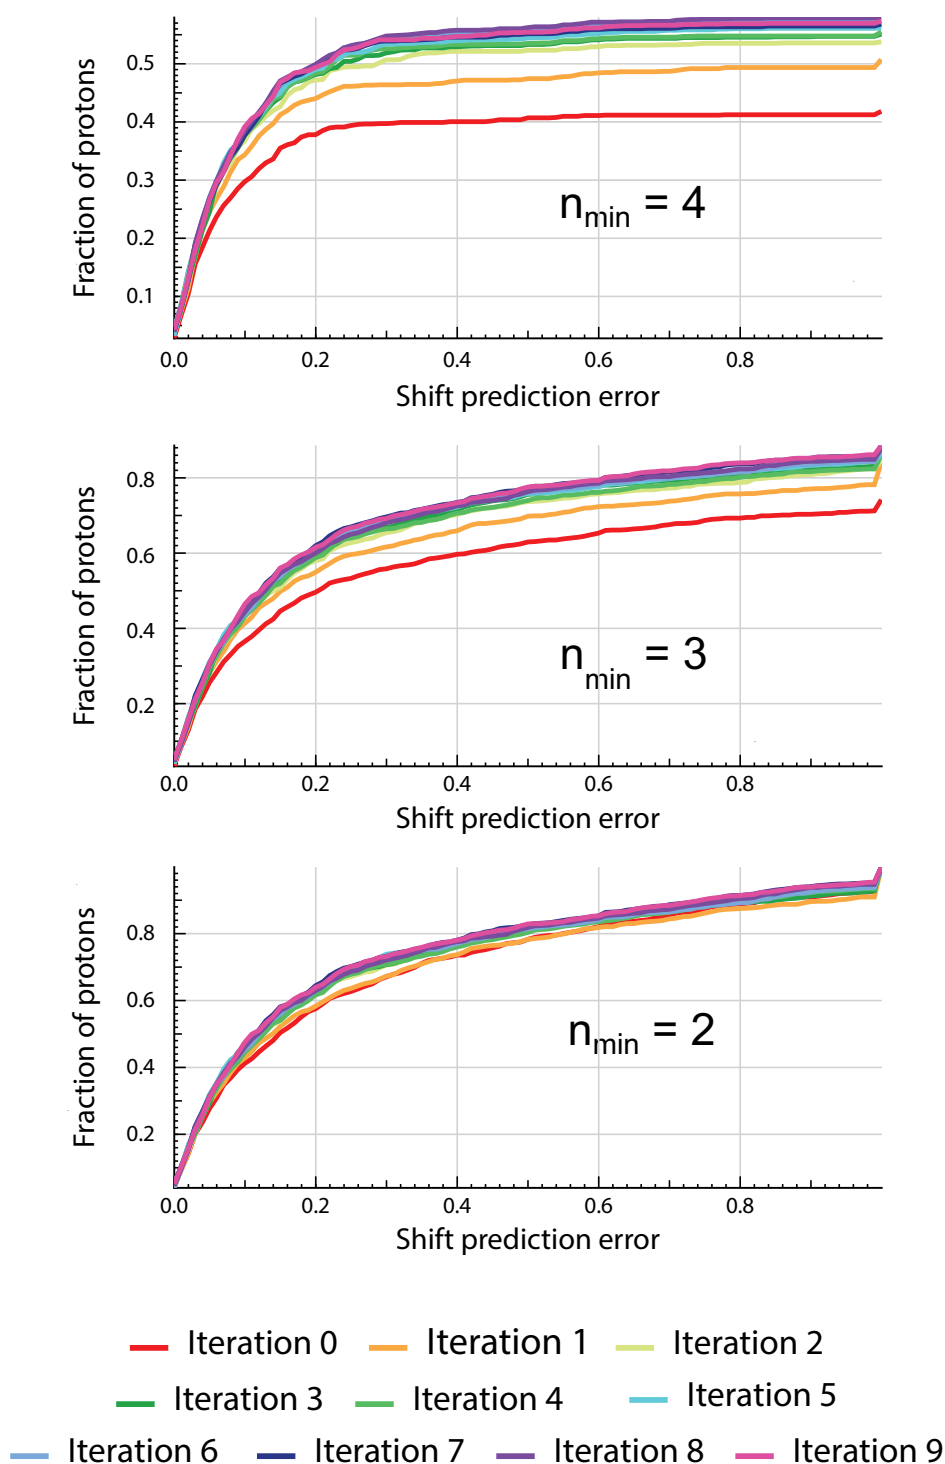 Fraction of protons
0.5
0.4
0.3
0.2
0.1
n_min = 4
0.0 0.2 0.4 0.6 0.8
Shift prediction error
Fraction of protons
0.8
0.6
0.4
0.2
n_min = 3
0.0 0.2 0.4 0.6 0.8
Shift prediction error
Fraction of protons
0.8
0.6
0.4
0.2
n_min = 2
0.0 0.2 0.4 0.6 0.8
Shift prediction error
Iteration 0 Iteration 1 Iteration 2
Iteration 3 Iteration 4 Iteration 5
Iteration 6 Iteration 7 Iteration 8 Iteration 9